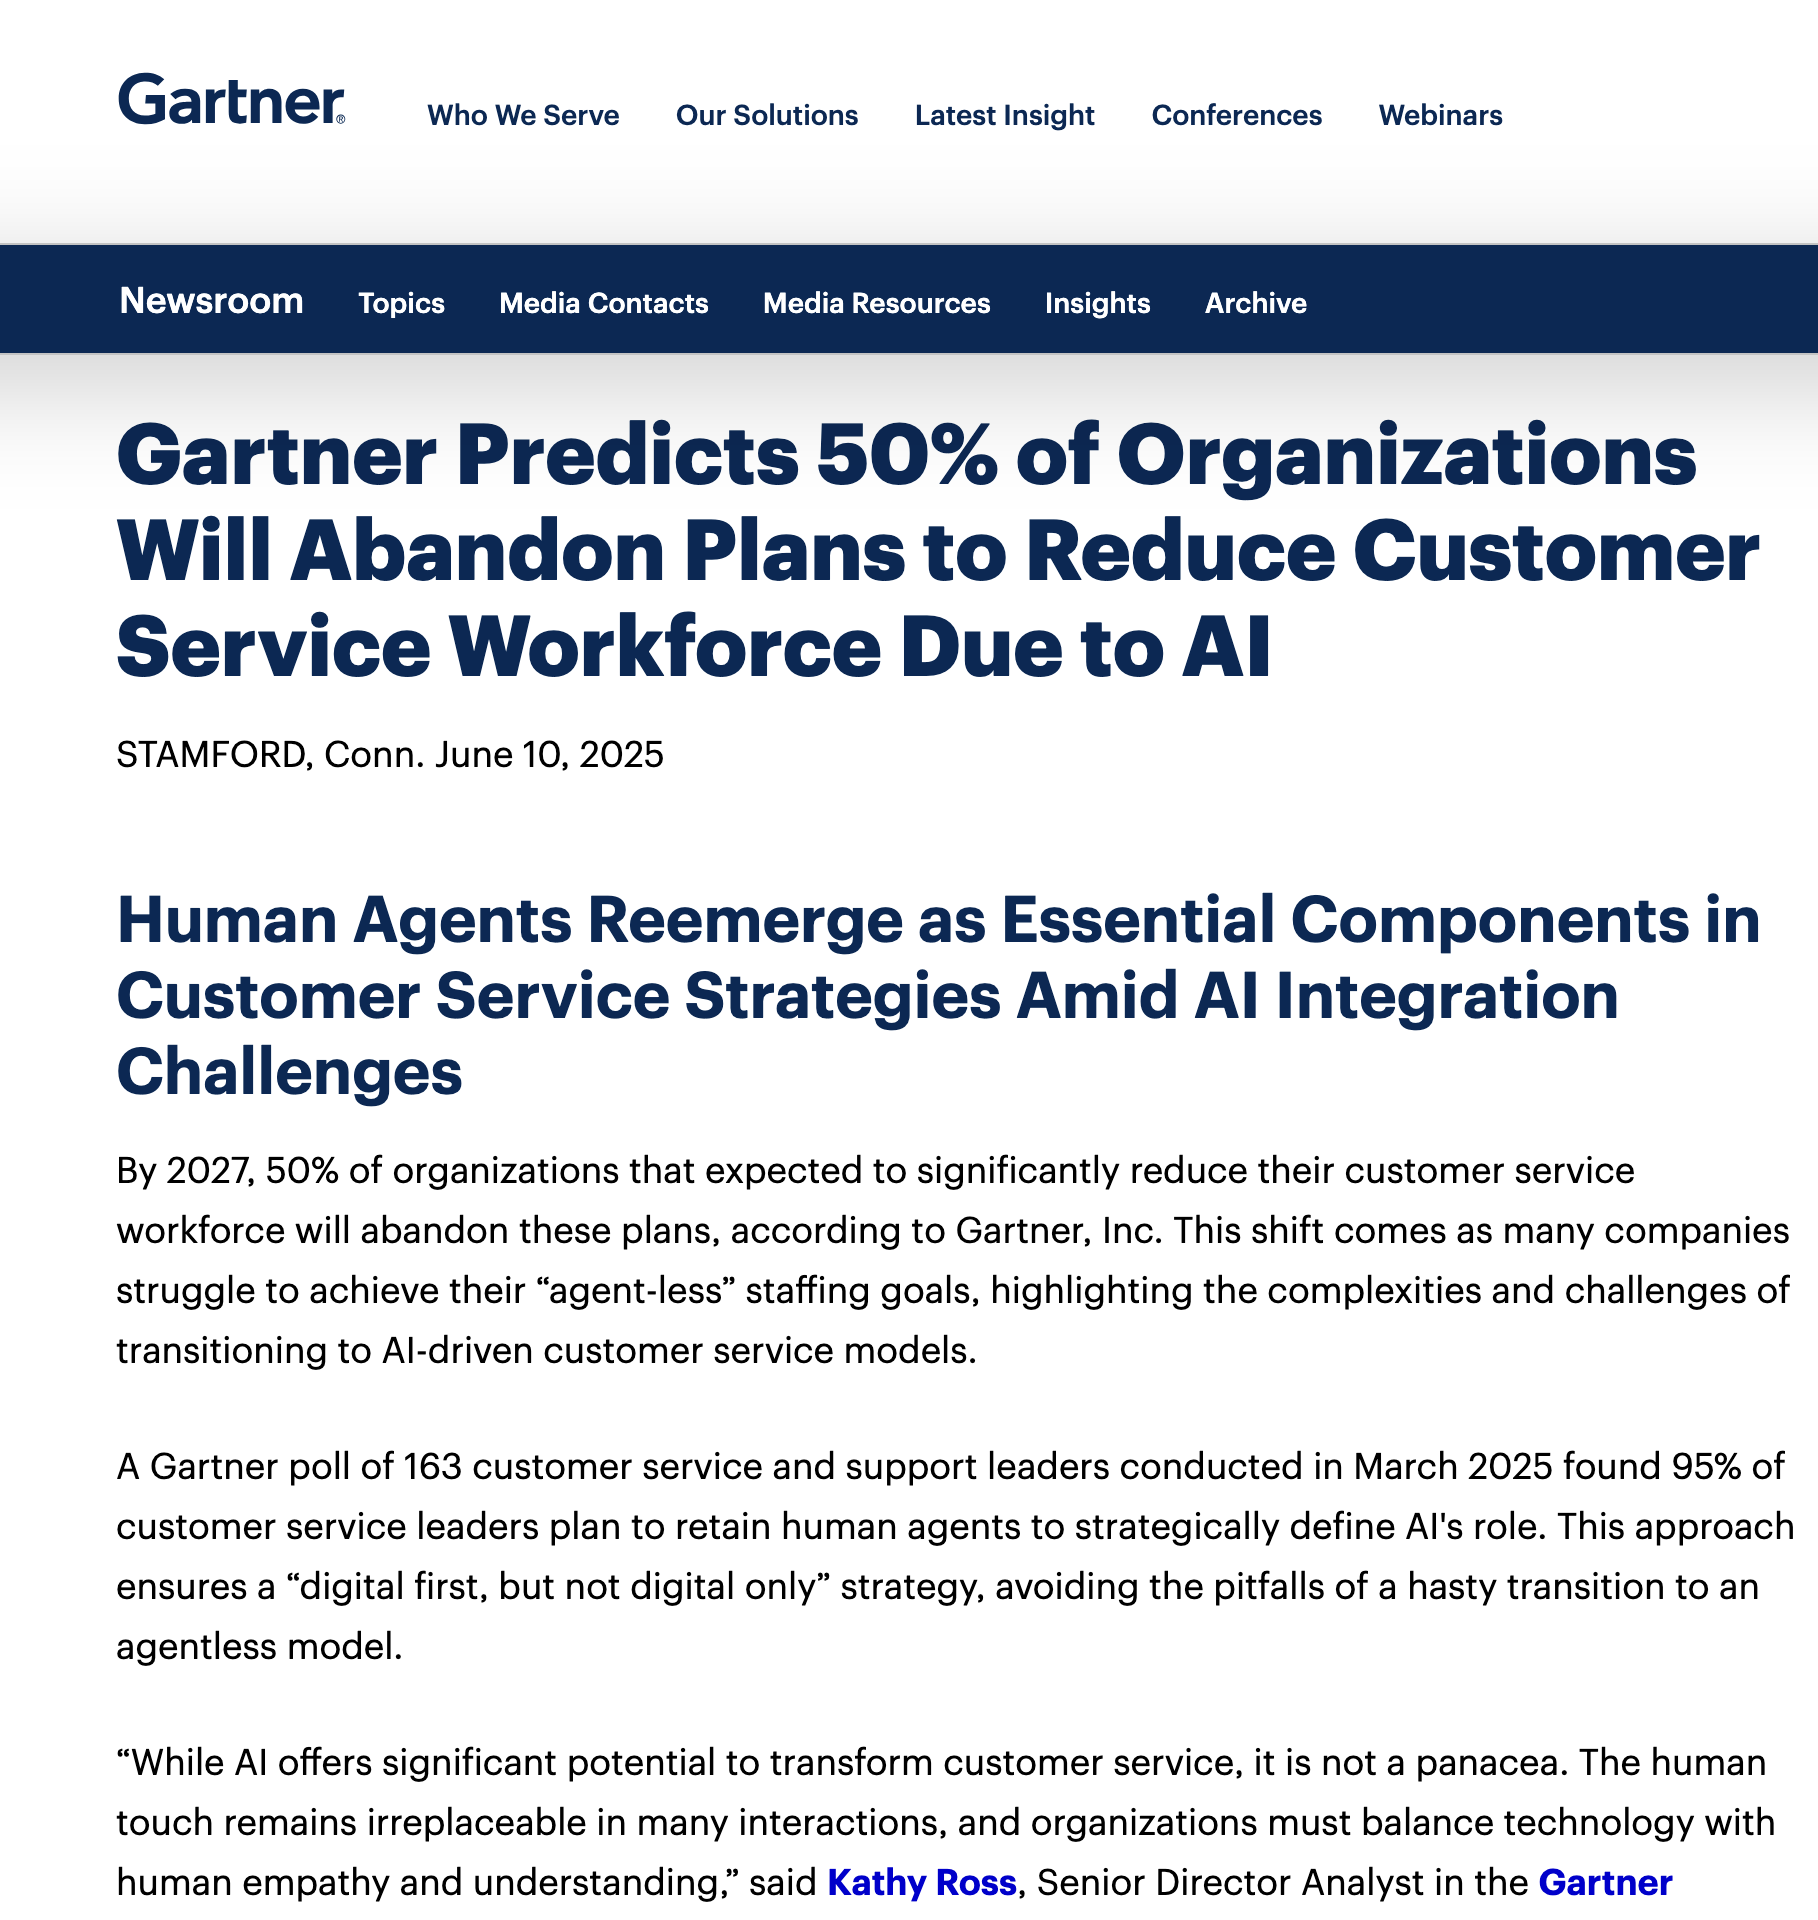 Gartner®
Who We Serve Our Solutions Latest Insight Conferences Webinars
Newsroom Topics Media Contacts Media Resources Insights Archive
Gartner Predicts 50% of Organizations
Will Abandon Plans to Reduce Customer
Service Workforce Due to AI
STAMFORD, Conn. June 10, 2025
Human Agents Reemerge as Essential Components in
Customer Service Strategies Amid AI Integration
Challenges
By 2027, 50% of organizations that expected to significantly reduce their customer service
workforce will abandon these plans, according to Gartner, Inc. This shift comes as many companies
struggle to achieve their “agent-less” staffing goals, highlighting the complexities and challenges of
transitioning to AI-driven customer service models.
A Gartner poll of 163 customer service and support leaders conducted in March 2025 found 95% of
customer service leaders plan to retain human agents to strategically define AI's role. This approach
ensures a “digital first, but not digital only” strategy, avoiding the pitfalls of a hasty transition to an
agentless model.
“While AI offers significant potential to transform customer service, it is not a panacea. The human
touch remains irreplaceable in many interactions, and organizations must balance technology with
human empathy and understanding,” said Kathy Ross, Senior Director Analyst in the Gartner